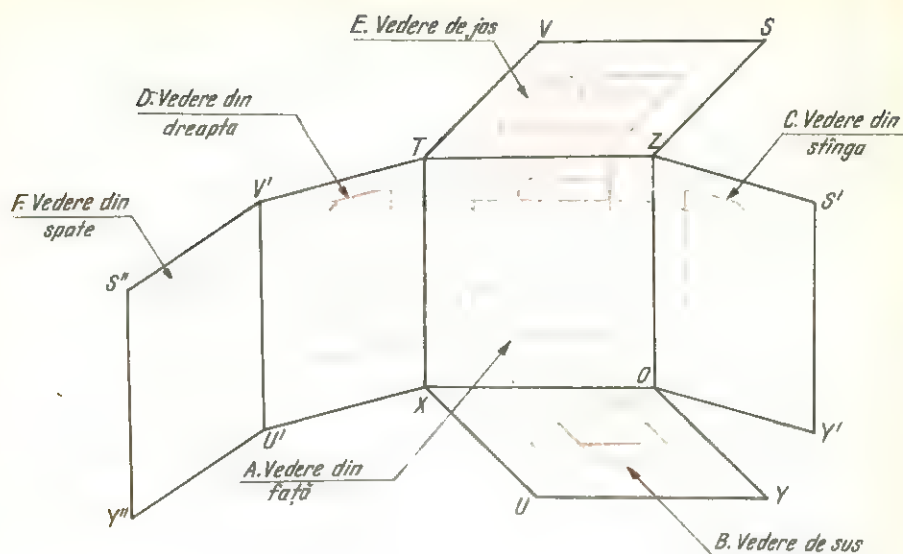 E. Vedere de jos
V
S
D. Vedere din
dreapta
C. Vedere din
stînga
T
Z
V'
S'
F. Vedere din
spate
S"
X
O
U'
Y'
A. Vedere din
față
Y"
U
Y
B. Vedere de sus